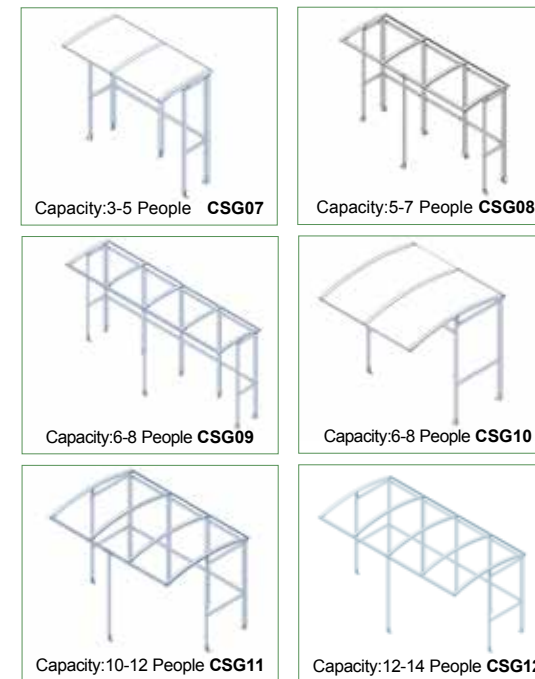 Capacity:3-5 People CSG07
Capacity:5-7 People CSG08
Capacity:6-8 People CSG09
Capacity:6-8 People CSG10
Capacity:10-12 People CSG11
Capacity:12-14 People CSG12